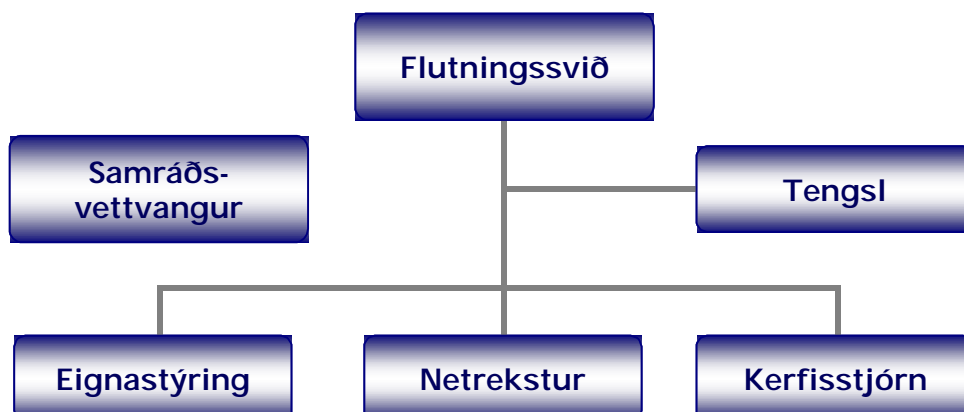 Flutningssvið
Samráðs-
vettvangur
Tengsl
Eignastýring
Netrekstur
Kerfisstjórn